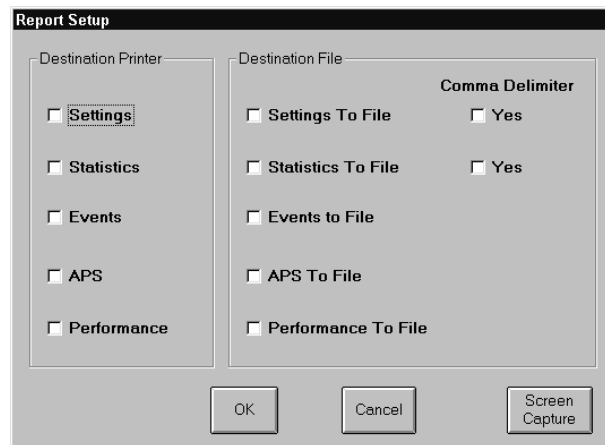 Report Setup
Destination Printer
Destination File
Comma Delimiter
Settings
Settings To File
Yes
Statistics
Statistics To File
Yes
Events
Events to File
APS
APS To File
Performance
Performance To File
OK
Cancel
Screen
Capture